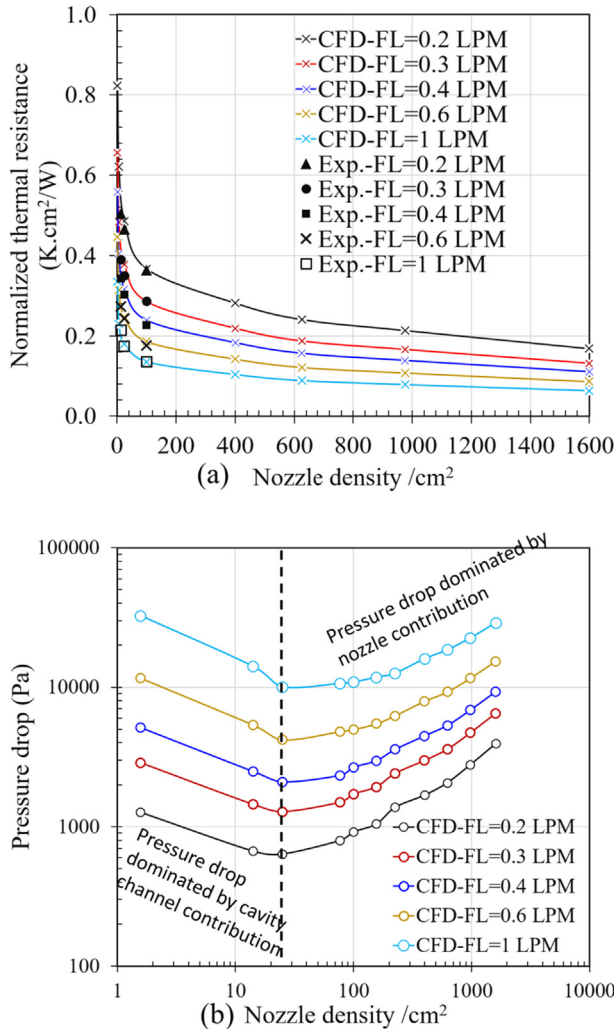 1.0
0.8
0.6
0.4
0.2
0.0
Normalized thermal resistance
(K.cm²/W)
CFD-FL=0.2 LPM
CFD-FL=0.3 LPM
CFD-FL=0.4 LPM
CFD-FL=0.6 LPM
CFD-FL=1 LPM
Exp.-FL=0.2 LPM
Exp.-FL=0.3 LPM
Exp.-FL=0.4 LPM
Exp.-FL=0.6 LPM
Exp.-FL=1 LPM
0 200 400 600 800 1000 1200 1400 1600
(a) Nozzle density /cm²
100000
10000
1000
100
Pressure drop (Pa)
Pressure drop dominated by
nozzle contribution
Pressure drop
dominated by cavity
channel contribution
CFD-FL=0.2 LPM
CFD-FL=0.3 LPM
CFD-FL=0.4 LPM
CFD-FL=0.6 LPM
CFD-FL=1 LPM
1 10 100 1000 10000
(b) Nozzle density /cm²